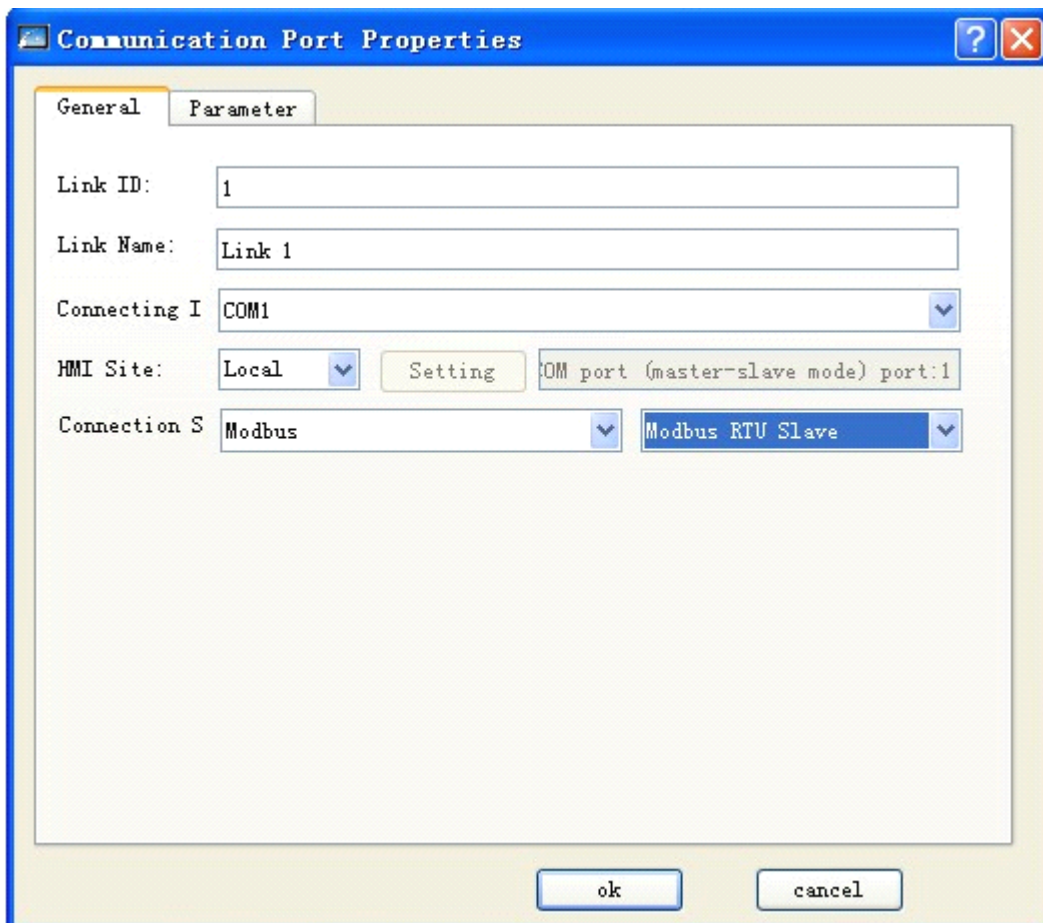 Communication Port Properties
General Parameter
Link ID: 1
Link Name: Link 1
Connecting I COM1
HMI Site: Local Setting OM port (master-slave mode) port:1
Connection S Modbus Modbus RTU Slave
ok cancel